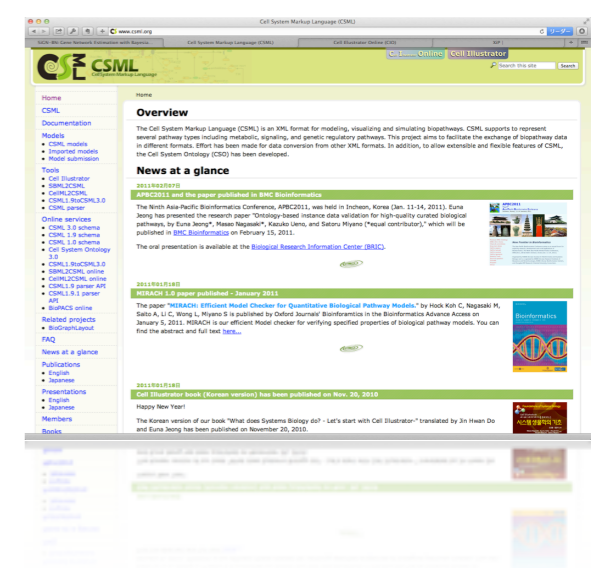 Cell System Markup Language (CSML)
www.csml.org
リーダー
Cell System Markup Language (CSML)
Cell Illustrator Online (CIO)
Online Cell Illustrator
CSML
CellSystem Markup Language
Search this site
Search
Home
CSML
Documentation
Models
CSML models
Imported models
Model submission
Tools
Cell Illustrator
SBML2CSML
CellML2CSML
CSML1.9toCSML3.0
CSML parser
Online services
CSML 3.0 schema
CSML 1.9 schema
CSML 1.0 schema
Cell System Ontology
3.0
CSML1.9toCSML3.0
SBML2CSML online
CellML2CSML online
CSML1.9 parser API
CSML1.9.1 parser
API
BioPACS online
Related projects
BioGraphLayout
FAQ
News at a glance
Publications
English
Japanese
Presentations
English
Japanese
Members
Books
Home
Overview
The Cell System Markup Language (CSML) is an XML format for modeling, visualizing and simulating biopathways. CSML supports to represent
several pathway types including metabolic, signaling, and genetic regulatory pathways. This project aims to facilitate the exchange of biopathway data
in different formats. Effort has been made for data conversion from other XML formats. In addition, to allow extensible and flexible features of CSML,
the Cell System Ontology (CSO) has been developed.
News at a glance
2011年02月07日
APBC2011 and the paper published in BMC Bioinformatics
The Ninth Asia-Pacific Bioinformatics Conference, APBC2011, was held in Incheon, Korea (Jan. 11-14, 2011). Euna
Jeong has presented the research paper "Ontology-based instance data validation for high-quality curated biological
pathways, by Euna Jeong*, Masao Nagasaki*, Kazuko Ueno, and Satoru Miyano (*equal contributor)," which will be
published in BMC Bioinformatics on February 15, 2011.
The oral presentation is available at the Biological Research Information Center (BRIC).
2011年01月18日
MIRACH 1.0 paper published - January 2011
The paper "MIRACH: Efficient Model Checker for Quantitative Biological Pathway Models." by Hock Koh C, Nagasaki M,
Saito A, Li C, Wong L, Miyano S is published by Oxford Journals' Bioinforamtics in the Bioinformatics Advance Access on
January 5, 2011. MIRACH is our efficient Model checker for verifying specified properties of biological pathway models. You can
find the abstract and full text here...
Bioinformatics
2011年01月18日
Cell Illustrator book (Korean version) has been published on Nov. 20, 2010
Happy New Year!
The Korean version of our book "What does Systems Biology do? - Let's start with Cell Illustrator-" translated by Jin Hwan Do
and Euna Jeong has been published on November 20, 2010.
시스템생물학의 기초